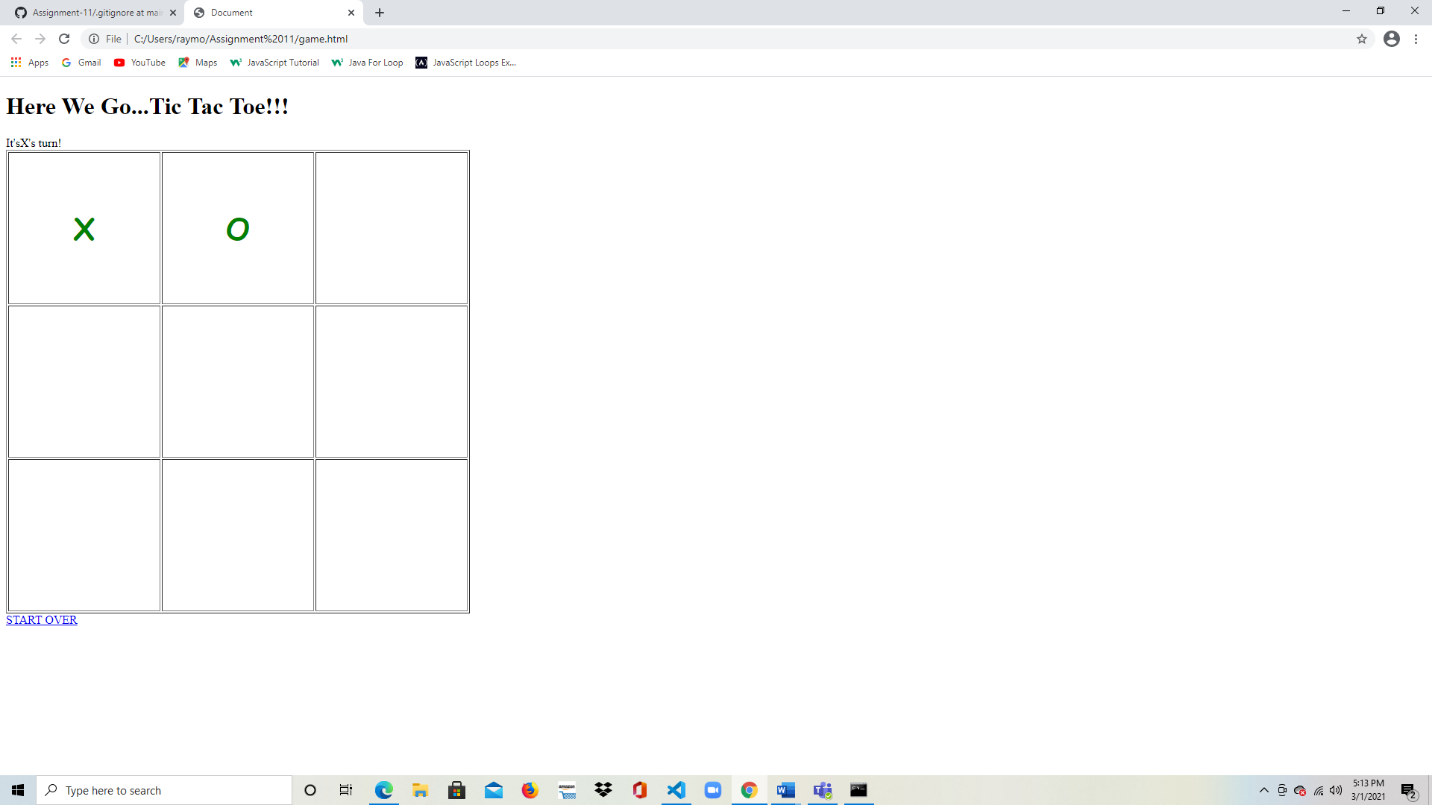 Assignment-11/.gitignore at mai
Document
File
C:/Users/raymo/Assignment%2011/game.html
Apps
Gmail
YouTube
Maps
JavaScript Tutorial
Java For Loop
JavaScript Loops Ex...
Here We Go...Tic Tac Toe!!!
It'sX's turn!
X O
START OVER
Type here to search
5:13 PM
3/1/2021
2